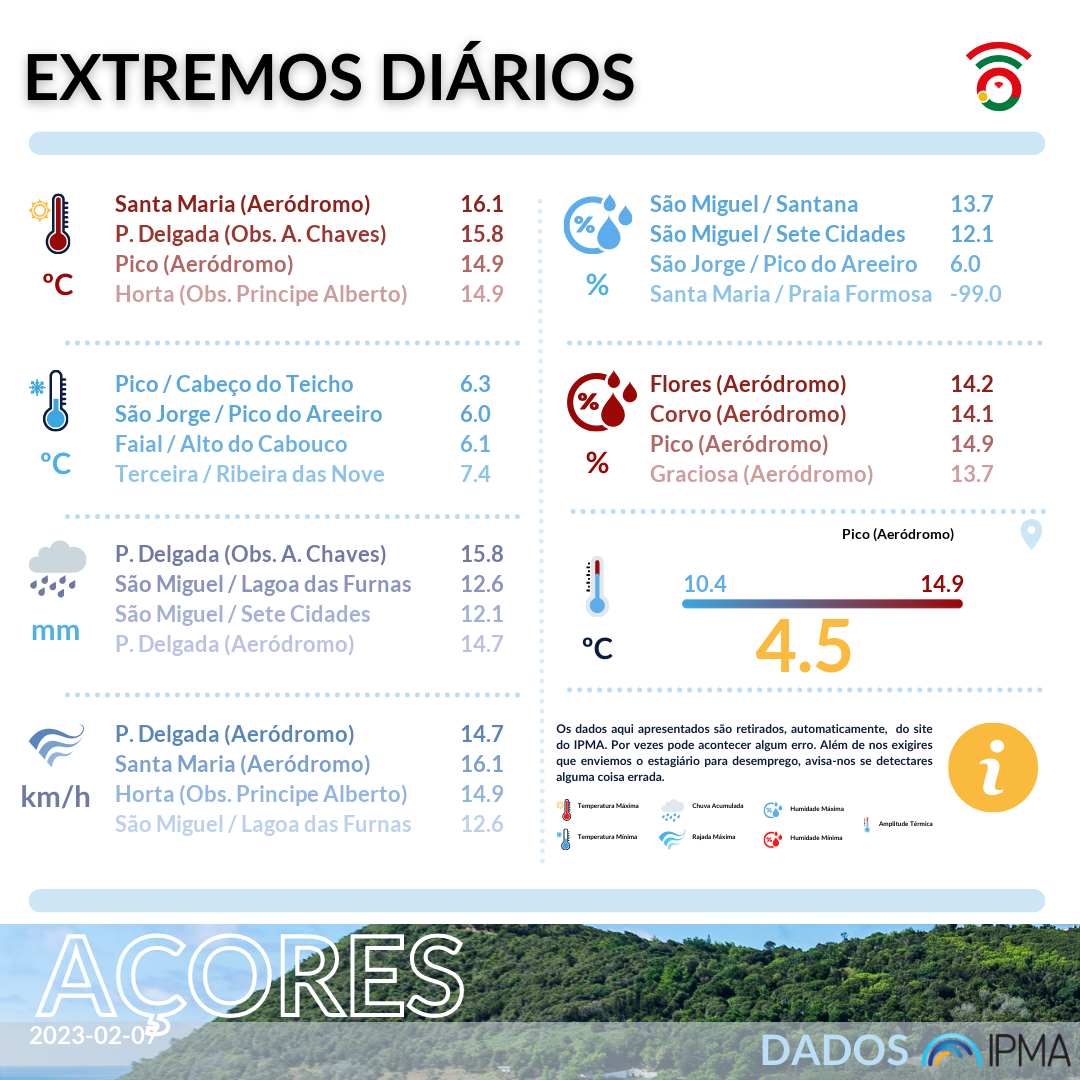 EXTREMOS DIÁRIOS
Santa Maria (Aeródromo) 16.1
P. Delgada (Obs. A. Chaves) 15.8
Pico (Aeródromo) 14.9
Horta (Obs. Principe Alberto) 14.9
ºC
Pico / Cabeço do Teicho 6.3
São Jorge / Pico do Areeiro 6.0
Faial / Alto do Cabouco 6.1
Terceira / Ribeira das Nove 7.4
ºC
P. Delgada (Obs. A. Chaves) 15.8
São Miguel / Lagoa das Furnas 12.6
São Miguel / Sete Cidades 12.1
P. Delgada (Aeródromo) 14.7
mm
P. Delgada (Aeródromo) 14.7
Santa Maria (Aeródromo) 16.1
Horta (Obs. Principe Alberto) 14.9
São Miguel / Lagoa das Furnas 12.6
km/h
%
São Miguel / Santana 13.7
São Miguel / Sete Cidades 12.1
São Jorge / Pico do Areeiro 6.0
Santa Maria / Praia Formosa -99.0
%
%
Flores (Aeródromo) 14.2
Corvo (Aeródromo) 14.1
Pico (Aeródromo) 14.9
Graciosa (Aeródromo) 13.7
%
Pico (Aeródromo)
10.4 14.9
ºC
4.5
Os dados aqui apresentados são retirados, automaticamente, do site
do IPMA. Por vezes pode acontecer algum erro. Além de nos exigires
que enviemos o estagiário para desemprego, avisa-nos se detectares
alguma coisa errada.
i
Temperatura Máxima
Chuva Acumulada
Humidade Máxima
Amplitude Térmica
Temperatura Mínima
Rajada Máxima
Humidade Mínima
AÇORES
2023-02-07
DADOS IPMA